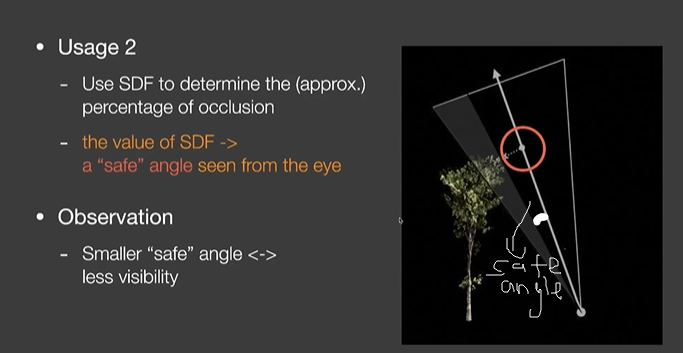 • Usage 2
- Use SDF to determine the (approx.)
percentage of occlusion
- the value of SDF ->
a “safe” angle seen from the eye
• Observation
- Smaller “safe” angle <->
less visibility
safe
angle